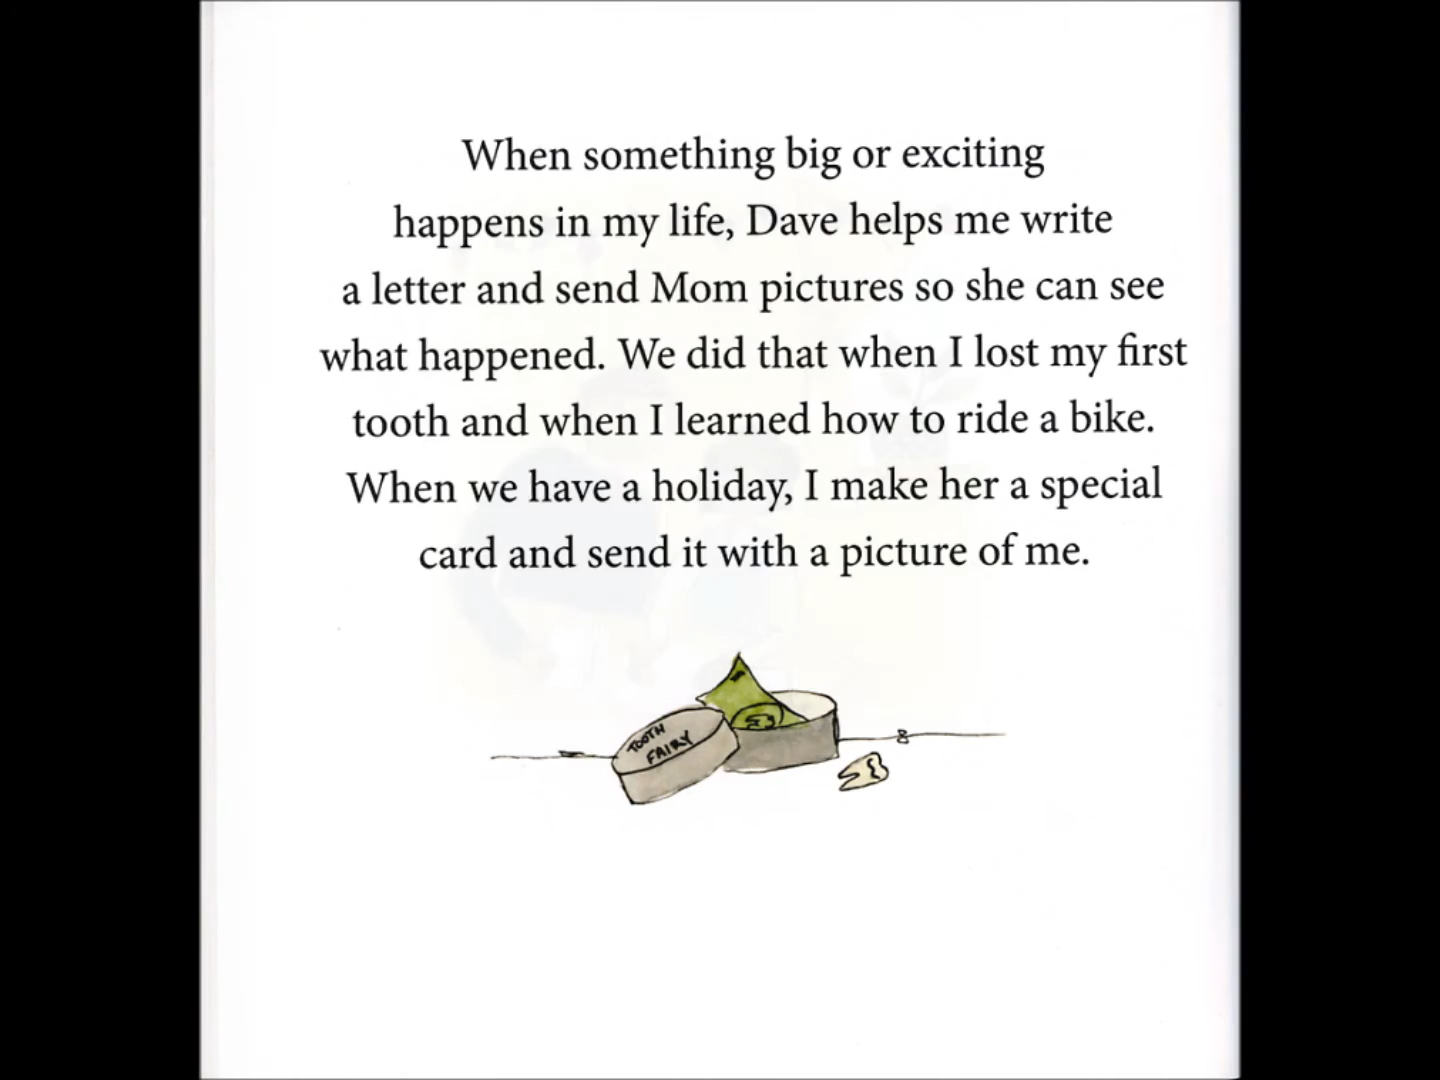 When something big or exciting
happens in my life, Dave helps me write
a letter and send Mom pictures so she can see
what happened. We did that when I lost my first
tooth and when I learned how to ride a bike.
When we have a holiday, I make her a special
card and send it with a picture of me.
TOOTH
FAIRY